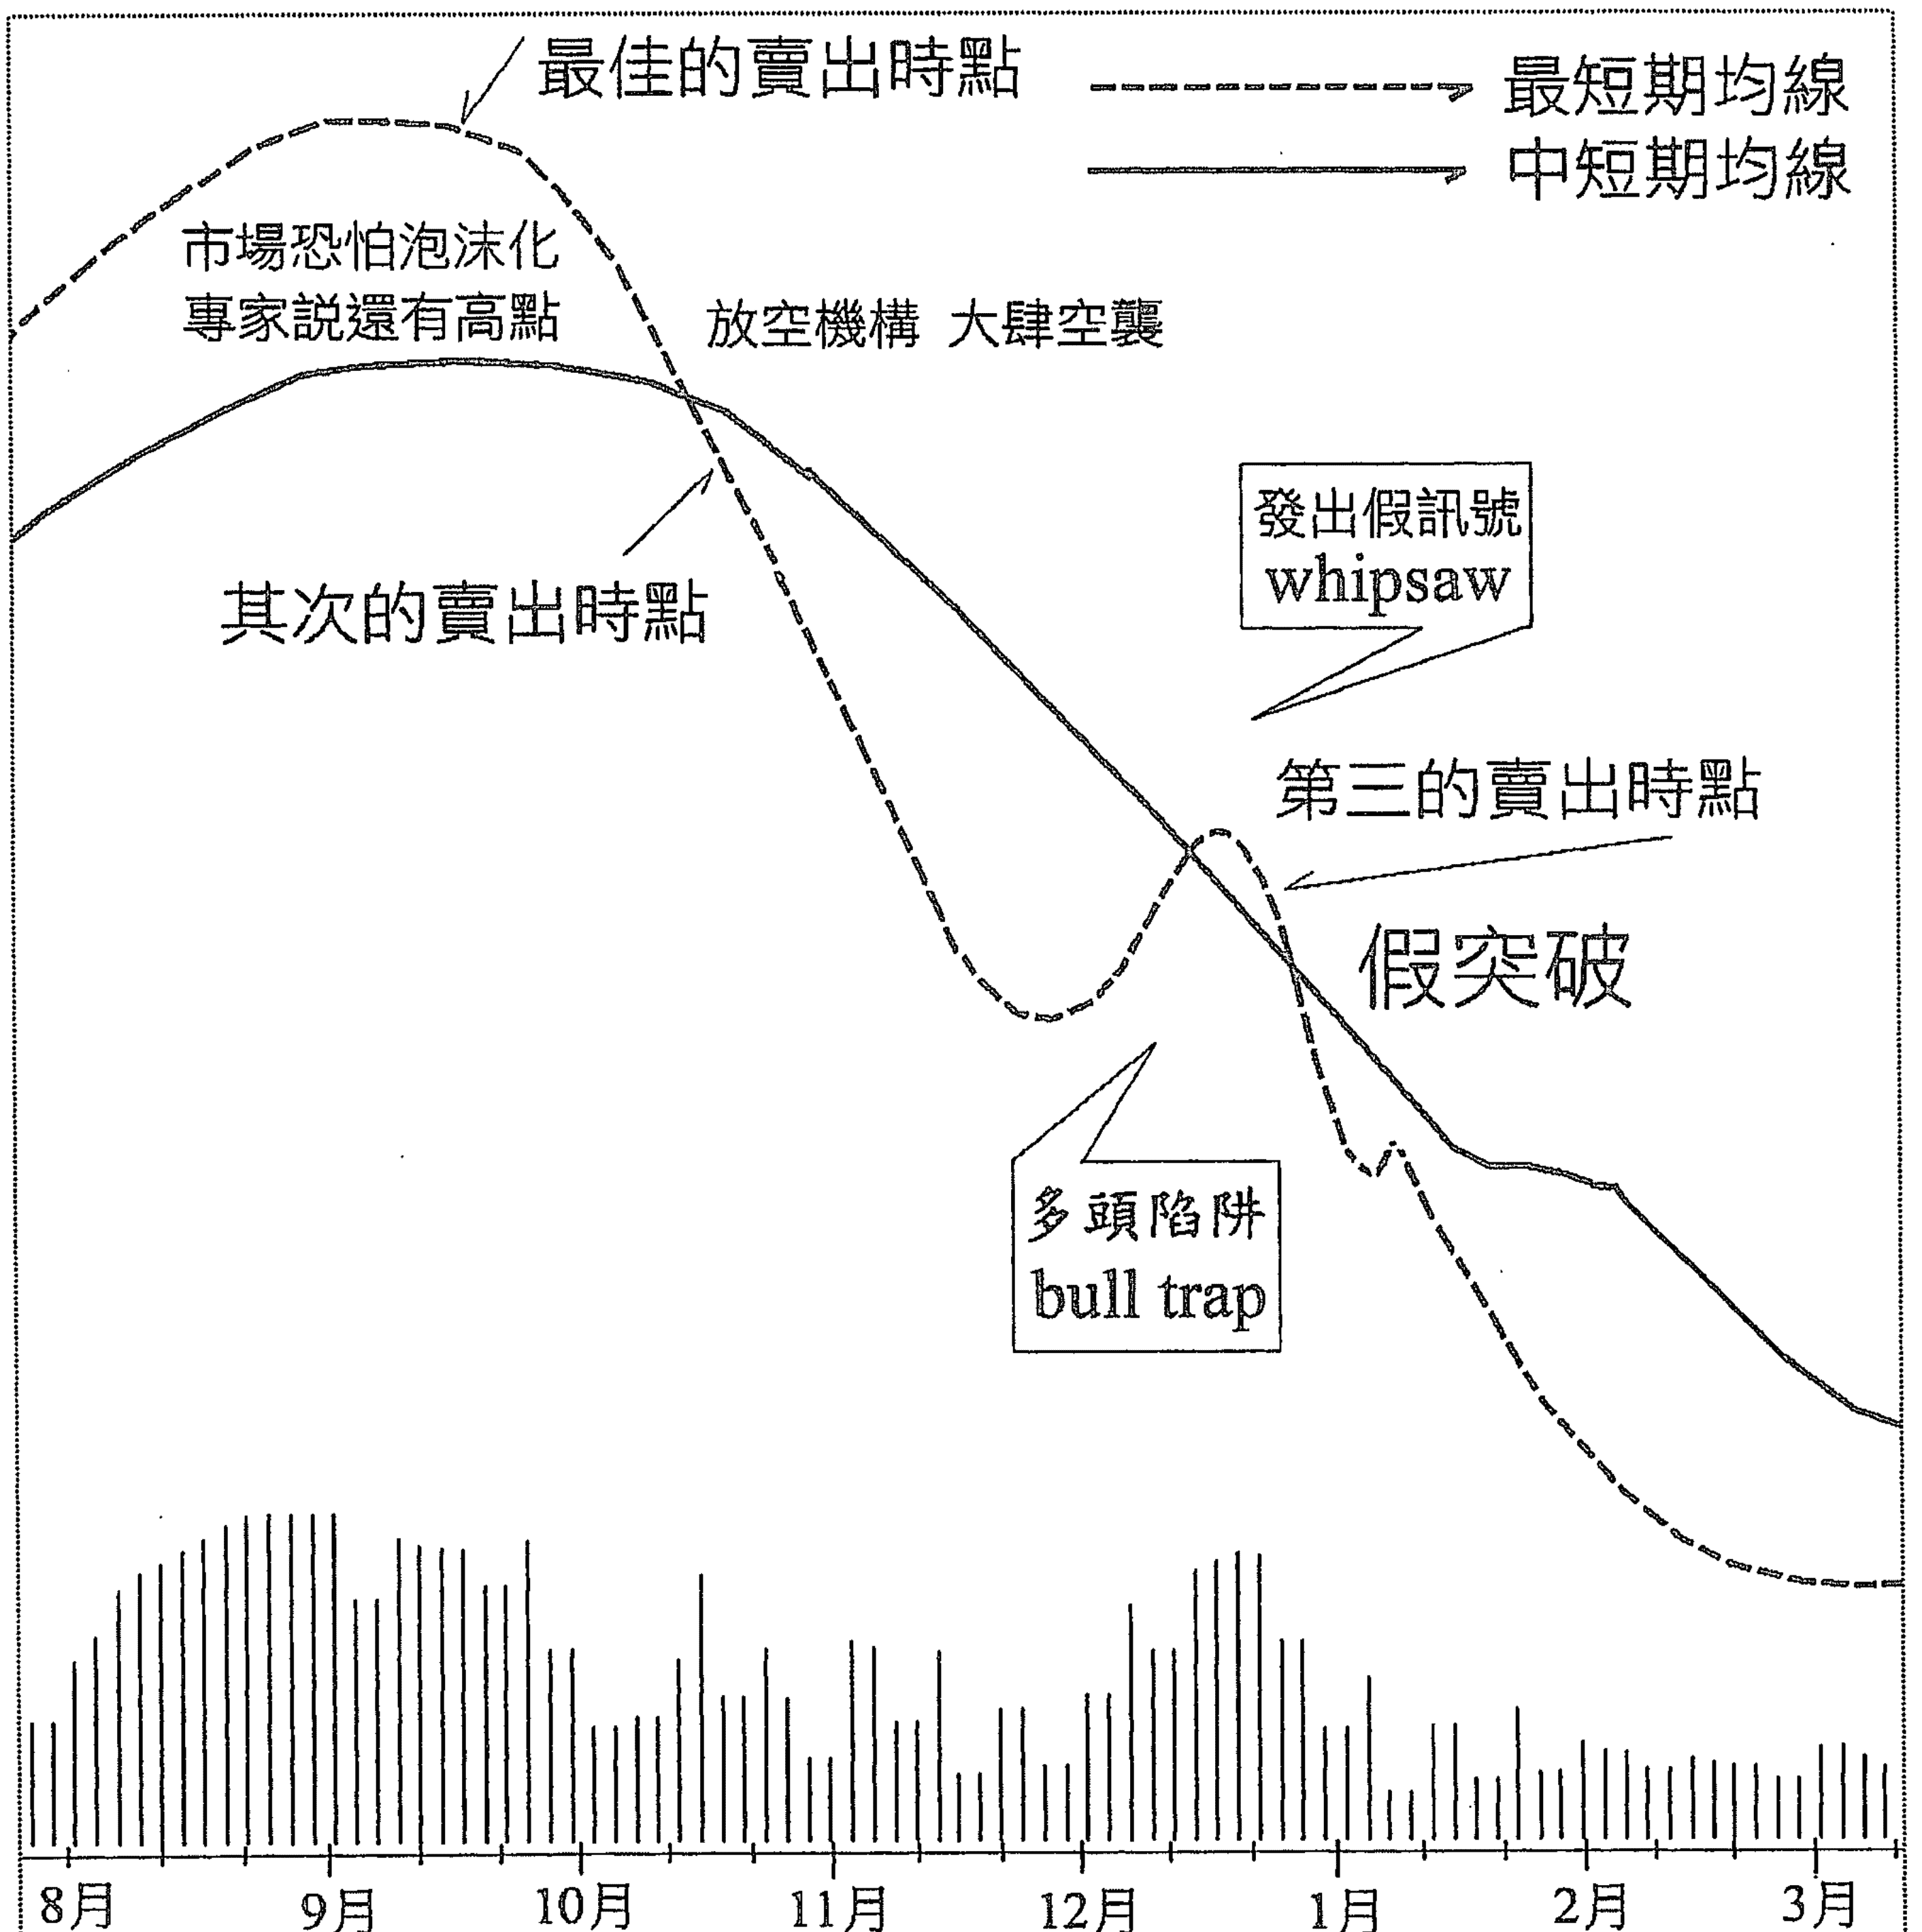 最佳的賣出時點
最短期均線
中短期均線
市場恐怕泡沫化
專家說還有高點
放空機構 大肆空襲
發出假訊號
whipsaw
其次的賣出時點
第三的賣出時點
假突破
多頭陷阱
bull trap
8月 9月 10月 11月 12月 1月 2月 3月